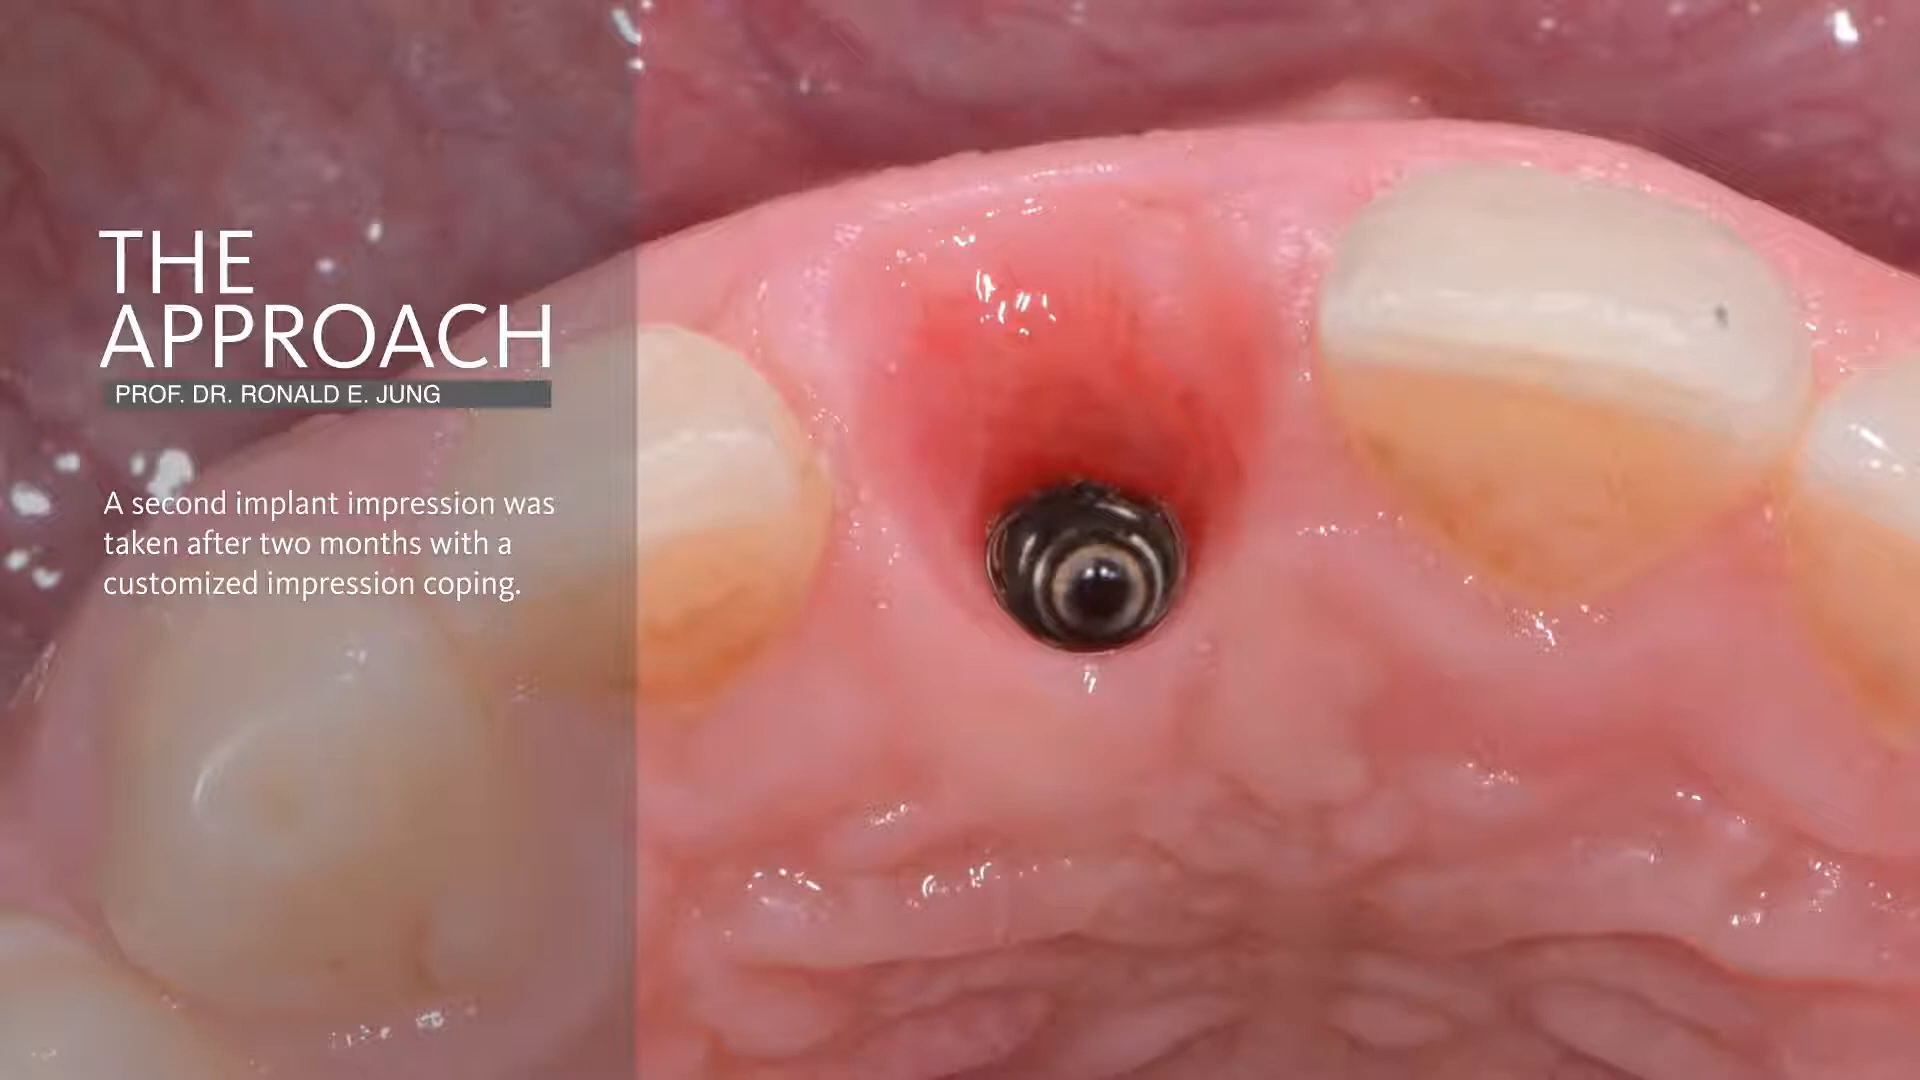 THE
APPROACH
PROF. DR. RONALD E. JUNG
A second implant impression was
taken after two months with a
customized impression coping.